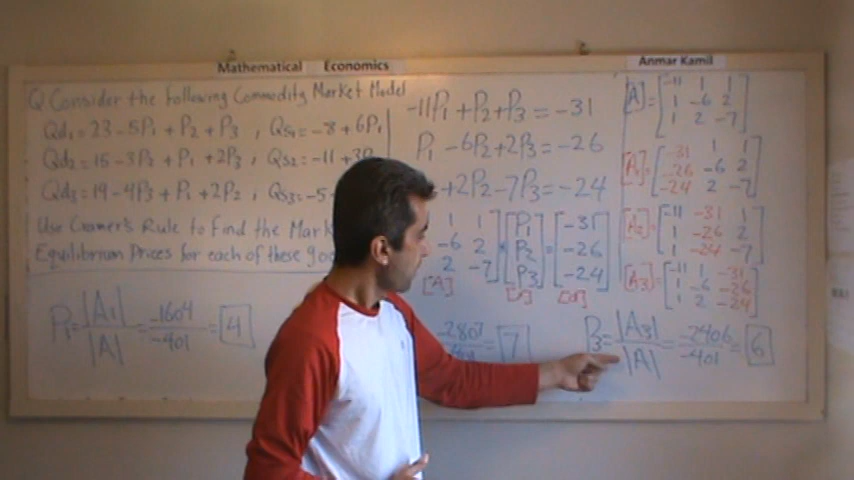 Mathematical Economics
Anmar Kamil
Q Consider the following Commodity Market Model
Qd₁ = 23 - 5P₁ + P₂ + P₃ , Qs₁ = -8 + 6P₁
Qd₂ = 15 - 3P₂ + P₁ + 2P₃ ; Qs₂ = -11 + 3P
Qd₃ = 19 - 4P₃ + P₁ + 2P₂ , Qs₃ = -5
Use Cramer's Rule to Find the Mark
Equilibrium Prices for each of these goo
P₁ = |A₁| / |A| = -1604 / -401 = 4
-11P₁ + P₂ + P₃ = -31
P₁ - 6P₂ + 2P₃ = -26
+ 2P₂ - 7P₃ = -24
1 1 [P₁] = [-31]
-6 2 [P₂] [-26]
2 -7 [P₃] [-24]
[A] [d]
-2807 / -401 = 7
P₃ = |A₃| / |A| = -2406 / -401 = 6
[A] = [-11 1 1
1 -6 2
1 2 -7]
[A₁] = [-31 1 1
-26 -6 2
-24 2 -7]
[A₂] = [-11 -31 1
1 -26 2
1 -24 -7]
[A₃] = [-11 1 -31
1 -6 -26
1 2 -24]